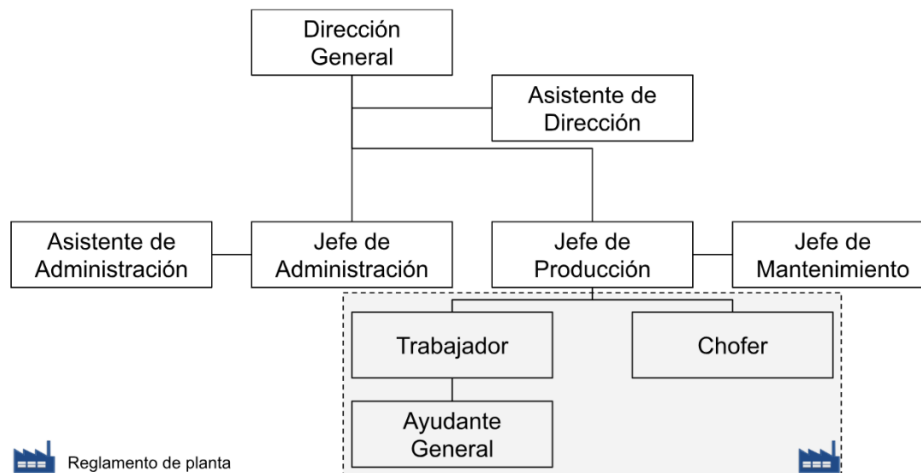 Dirección
General
Asistente de
Dirección
Asistente de
Administración
Jefe de
Administración
Jefe de
Producción
Jefe de
Mantenimiento
Trabajador
Chofer
Ayudante
General
Reglamento de planta